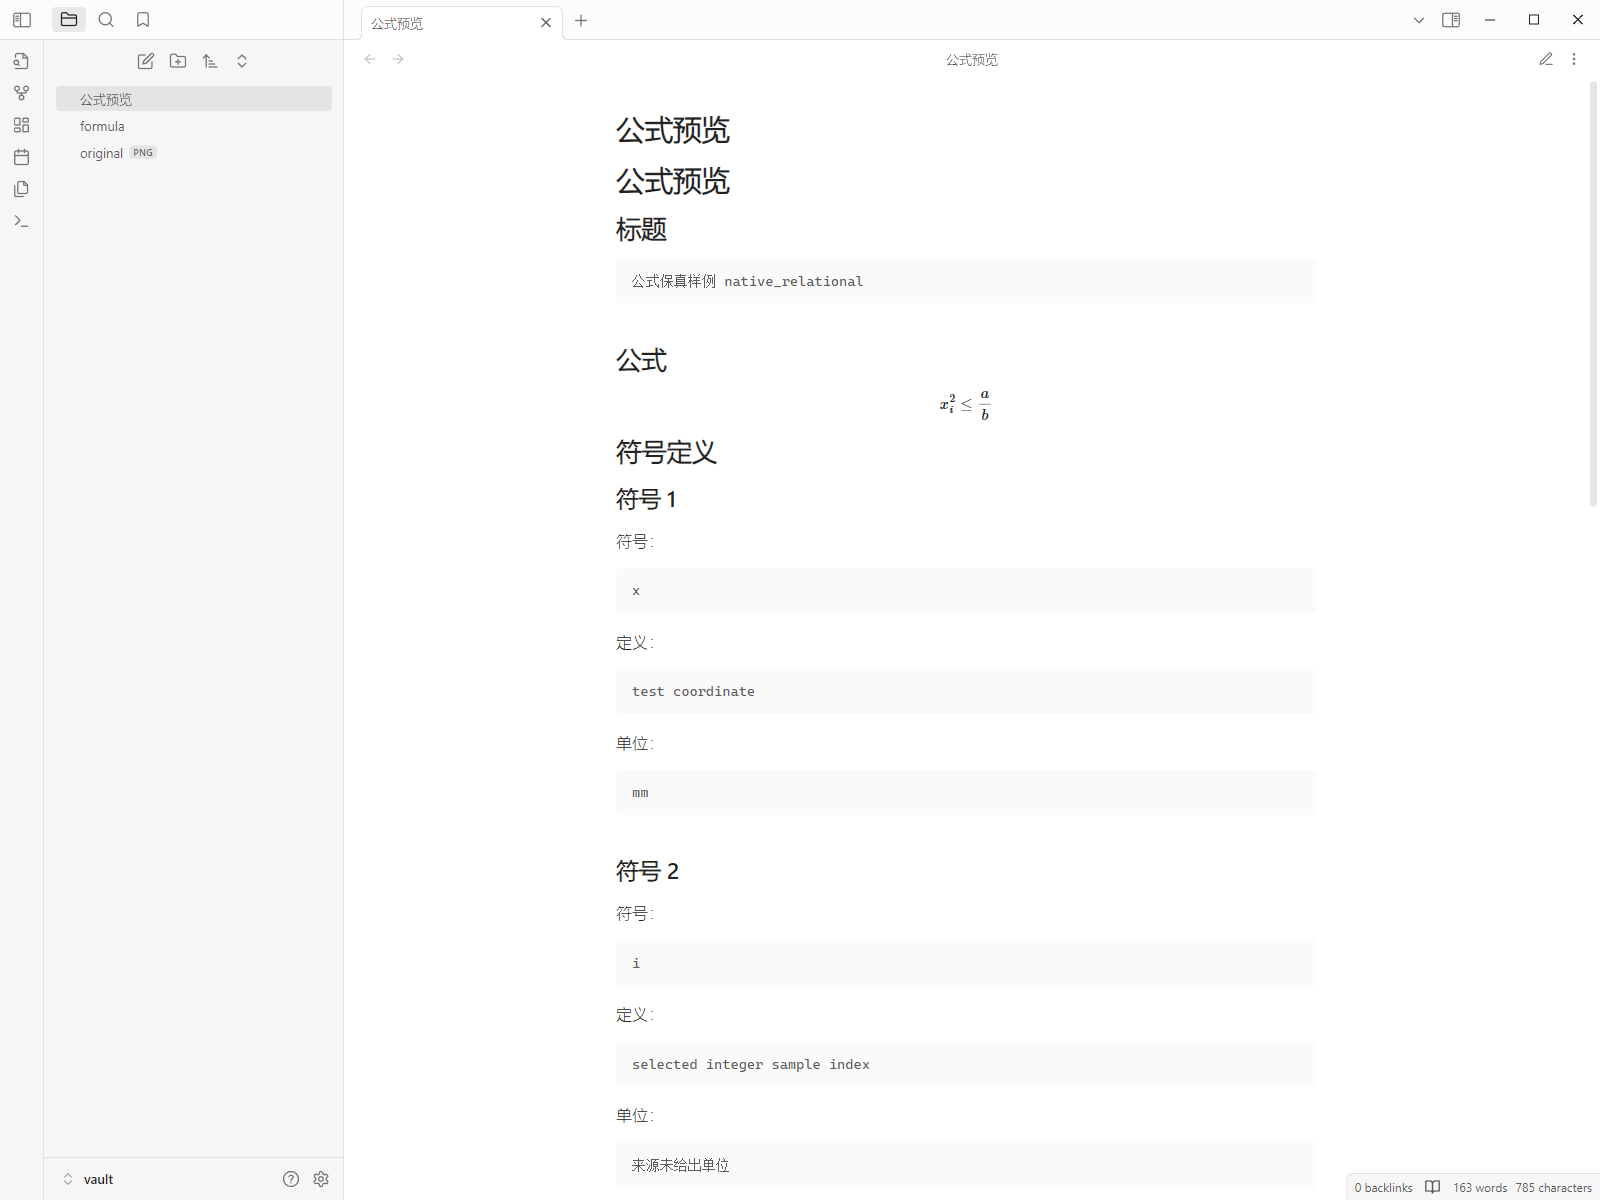 公式预览
公式预览
公式预览
formula
original PNG
公式预览
公式预览
标题
公式保真样例 native_relational
公式
x_i^2 ≤ a/b
符号定义
符号 1
符号：
x
定义：
test coordinate
单位：
mm
符号 2
符号：
i
定义：
selected integer sample index
单位：
来源未给出单位
vault
0 backlinks 163 words 785 characters